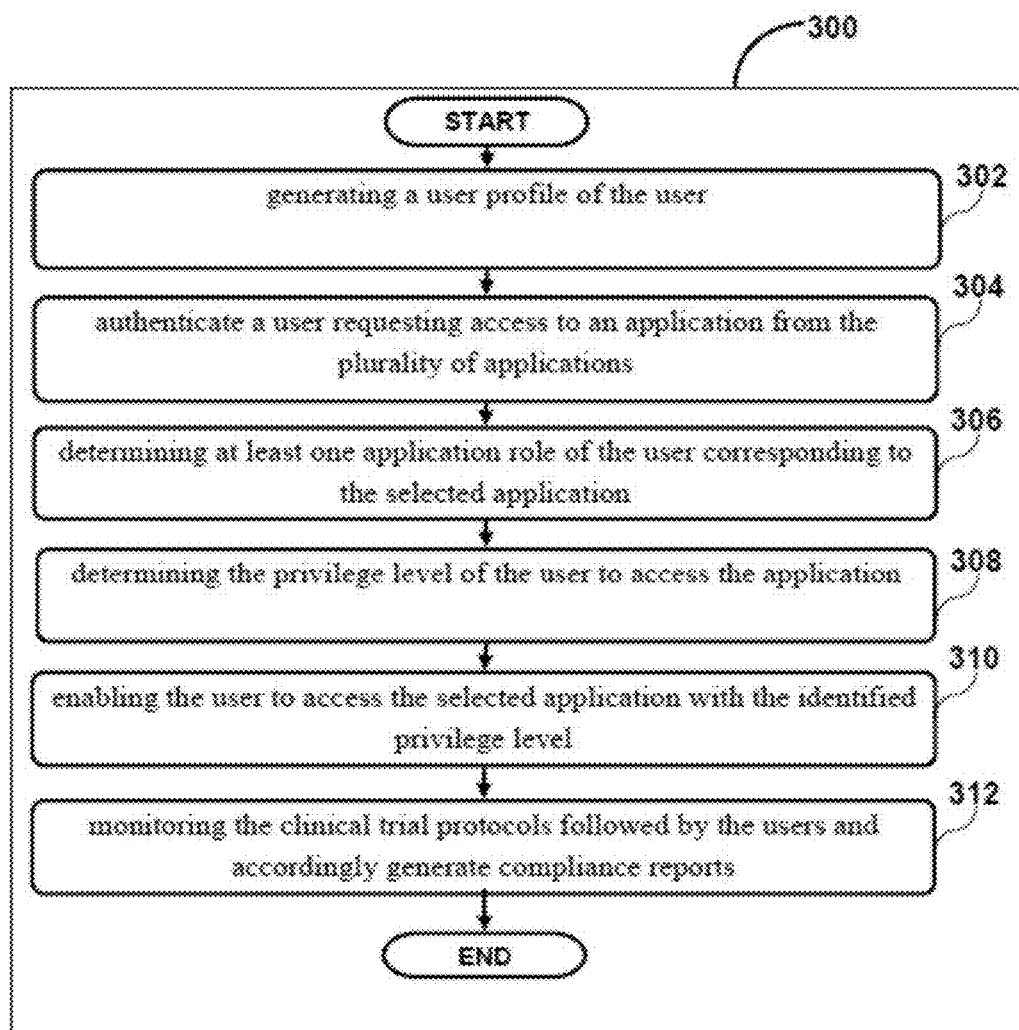 300
START
302
generating a user profile of the user
304
authenticate a user requesting access to an application from the
plurality of applications
306
determining at least one application role of the user corresponding to
the selected application
308
determining the privilege level of the user to access the application
310
enabling the user to access the selected application with the identified
privilege level
312
monitoring the clinical trial protocols followed by the users and
accordingly generate compliance reports
END